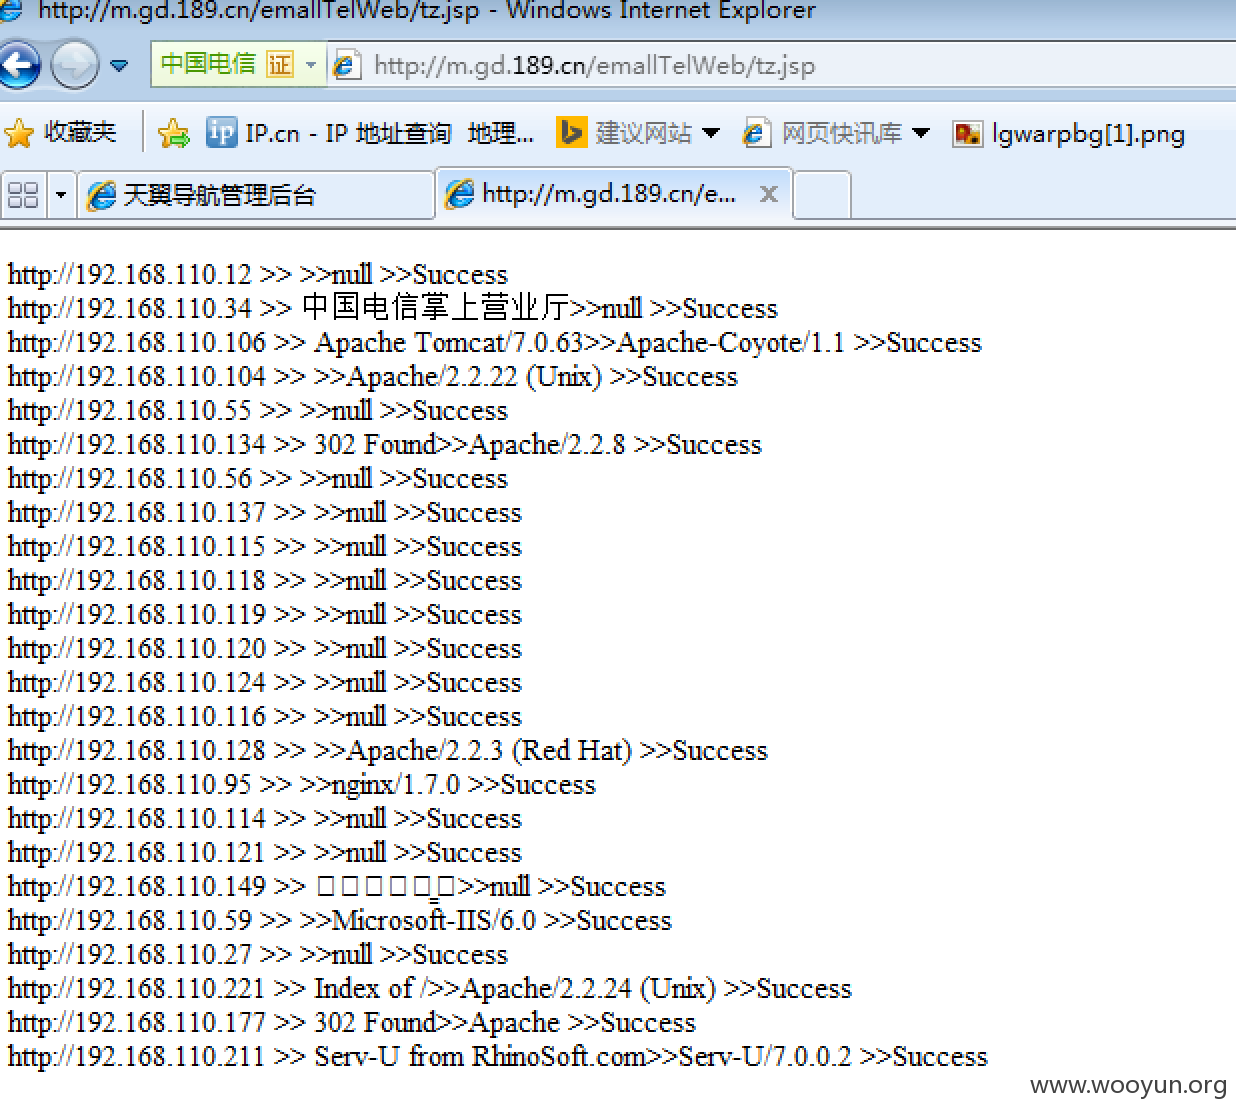 http://m.gd.189.cn/emallTelWeb/tz.jsp - Windows Internet Explorer
中国电信 证 http://m.gd.189.cn/emallTelWeb/tz.jsp
收藏夹 IP.cn - IP 地址查询 地理... 建议网站 网页快讯库 lgwarpbg[1].png
天翼导航管理后台 http://m.gd.189.cn/e...
http://192.168.110.12 >> >>null >>Success
http://192.168.110.34 >> 中国电信掌上营业厅>>null >>Success
http://192.168.110.106 >> Apache Tomcat/7.0.63>>Apache-Coyote/1.1 >>Success
http://192.168.110.104 >> >>Apache/2.2.22 (Unix) >>Success
http://192.168.110.55 >> >>null >>Success
http://192.168.110.134 >> 302 Found>>Apache/2.2.8 >>Success
http://192.168.110.56 >> >>null >>Success
http://192.168.110.137 >> >>null >>Success
http://192.168.110.115 >> >>null >>Success
http://192.168.110.118 >> >>null >>Success
http://192.168.110.119 >> >>null >>Success
http://192.168.110.120 >> >>null >>Success
http://192.168.110.124 >> >>null >>Success
http://192.168.110.116 >> >>null >>Success
http://192.168.110.128 >> >>Apache/2.2.3 (Red Hat) >>Success
http://192.168.110.95 >> >>nginx/1.7.0 >>Success
http://192.168.110.114 >> >>null >>Success
http://192.168.110.121 >> >>null >>Success
http://192.168.110.149 >> >>null >>Success
http://192.168.110.59 >> >>Microsoft-IIS/6.0 >>Success
http://192.168.110.27 >> >>null >>Success
http://192.168.110.221 >> Index of />>Apache/2.2.24 (Unix) >>Success
http://192.168.110.177 >> 302 Found>>Apache >>Success
http://192.168.110.211 >> Serv-U from RhinoSoft.com>>Serv-U/7.0.0.2 >>Success
www.wooyun.org